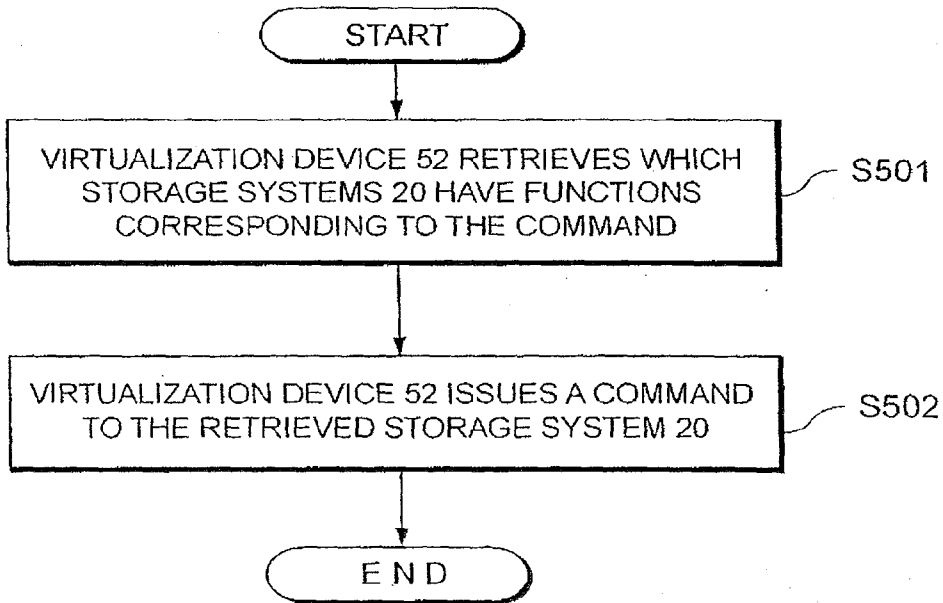 START
VIRTUALIZATION DEVICE 52 RETRIEVES WHICH
STORAGE SYSTEMS 20 HAVE FUNCTIONS
CORRESPONDING TO THE COMMAND
S501
VIRTUALIZATION DEVICE 52 ISSUES A COMMAND
TO THE RETRIEVED STORAGE SYSTEM 20
S502
END